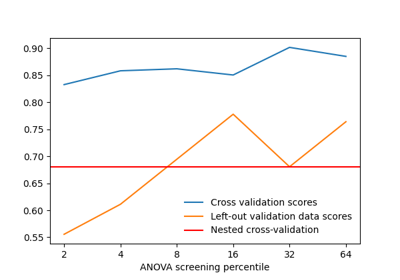 0.90
0.85
0.80
0.75
0.70
0.65
0.60
0.55
Cross validation scores
Left-out validation data scores
Nested cross-validation
2 4 8 16 32 64
ANOVA screening percentile